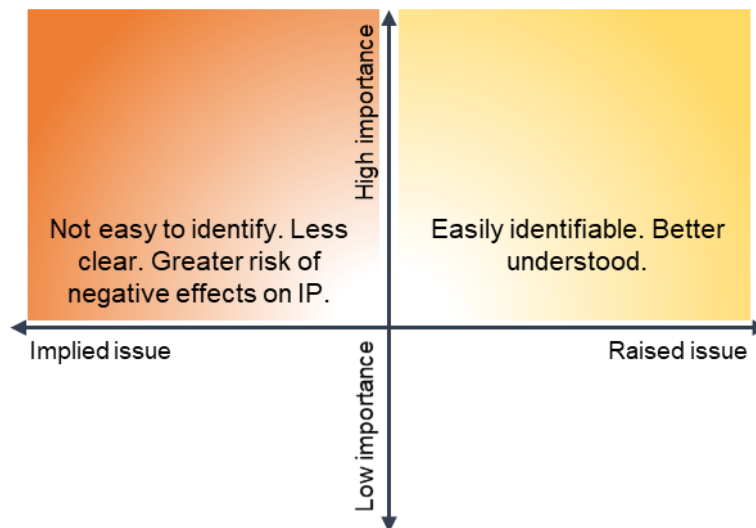 High importance
Not easy to identify. Less
clear. Greater risk of
negative effects on IP.
Easily identifiable. Better
understood.
Implied issue
Raised issue
Low importance